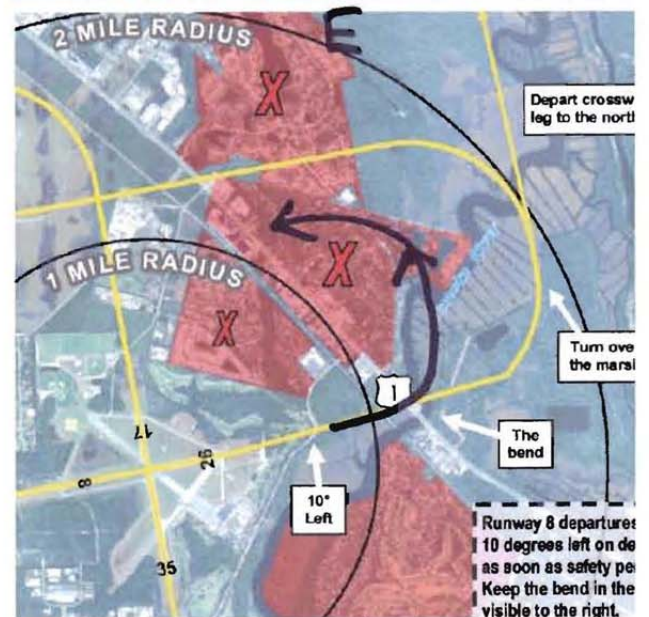 E
2 MILE RADIUS
X
Depart crossw
leg to the north
1 MILE RADIUS
X
X
Turn ove
the marsh
1
The
bend
17
26
8
10°
Left
35
Runway 8 departures
10 degrees left on de
as soon as safety pe
Keep the bend in the
visible to the right.